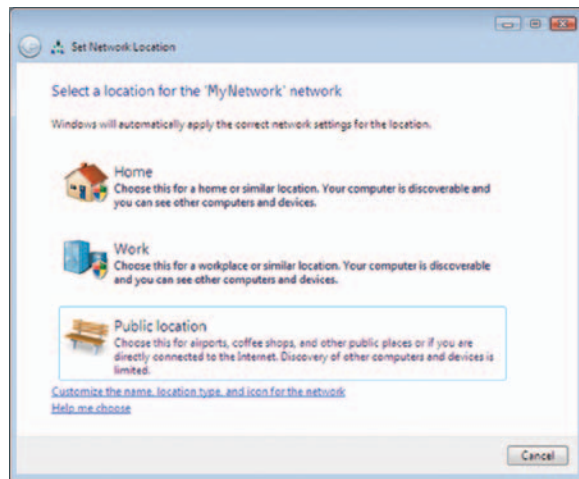 Set Network Location
Select a location for the 'MyNetwork' network
Windows will automatically apply the correct network settings for the location.
Home
Choose this for a home or similar location. Your computer is discoverable and
you can see other computers and devices.
Work
Choose this for a workplace or similar location. Your computer is discoverable
and you can see other computers and devices.
Public location
Choose this for airports, coffee shops, and other public places or if you are
directly connected to the Internet. Discovery of other computers and devices is
limited.
Customize the name, location type, and icon for the network
Help me choose
Cancel